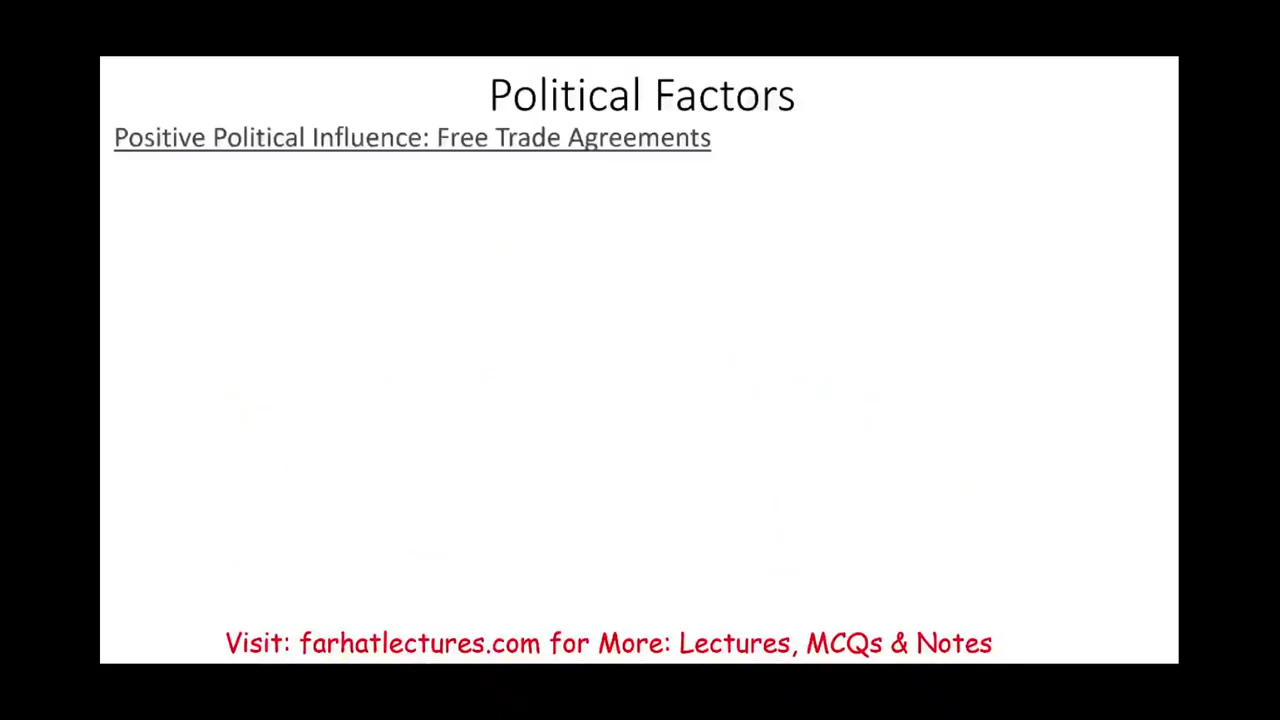 Political Factors
Positive Political Influence: Free Trade Agreements
Visit: farhatlectures.com for More: Lectures, MCQs & Notes